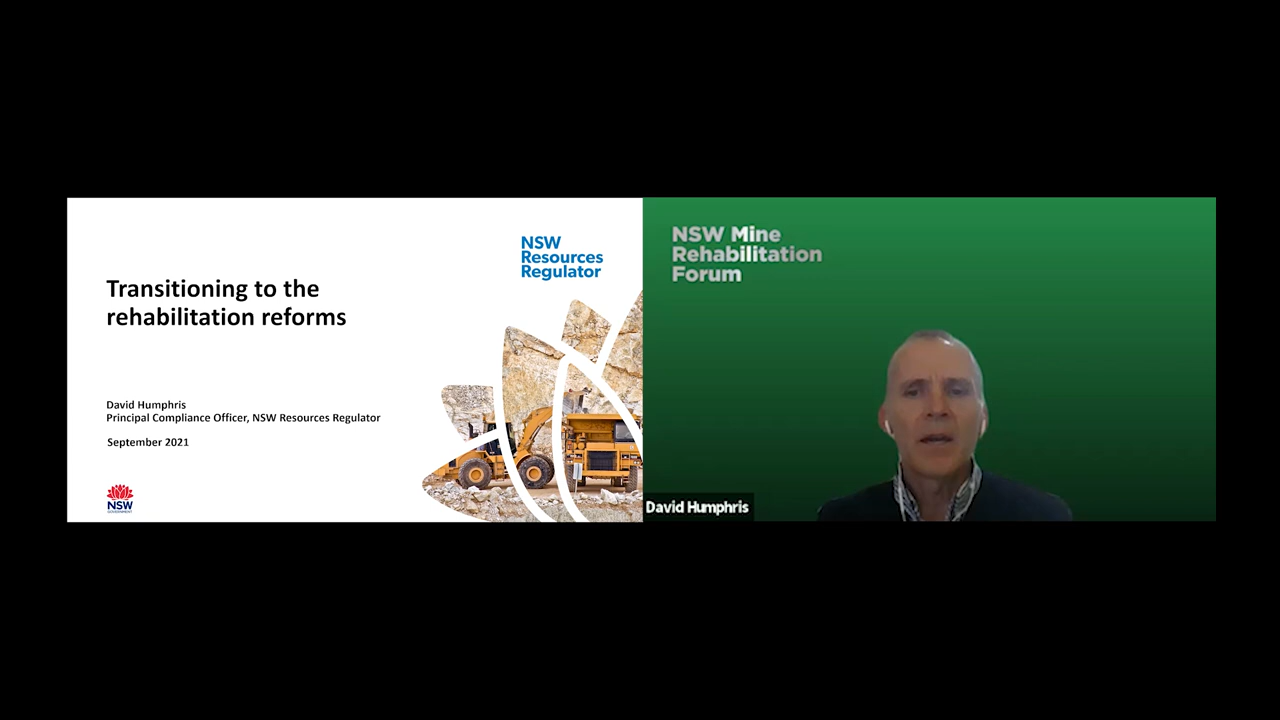 NSW
Resources
Regulator
Transitioning to the
rehabilitation reforms
David Humphris
Principal Compliance Officer, NSW Resources Regulator
September 2021
NSW
GOVERNMENT
NSW Mine
Rehabilitation
Forum
David Humphris